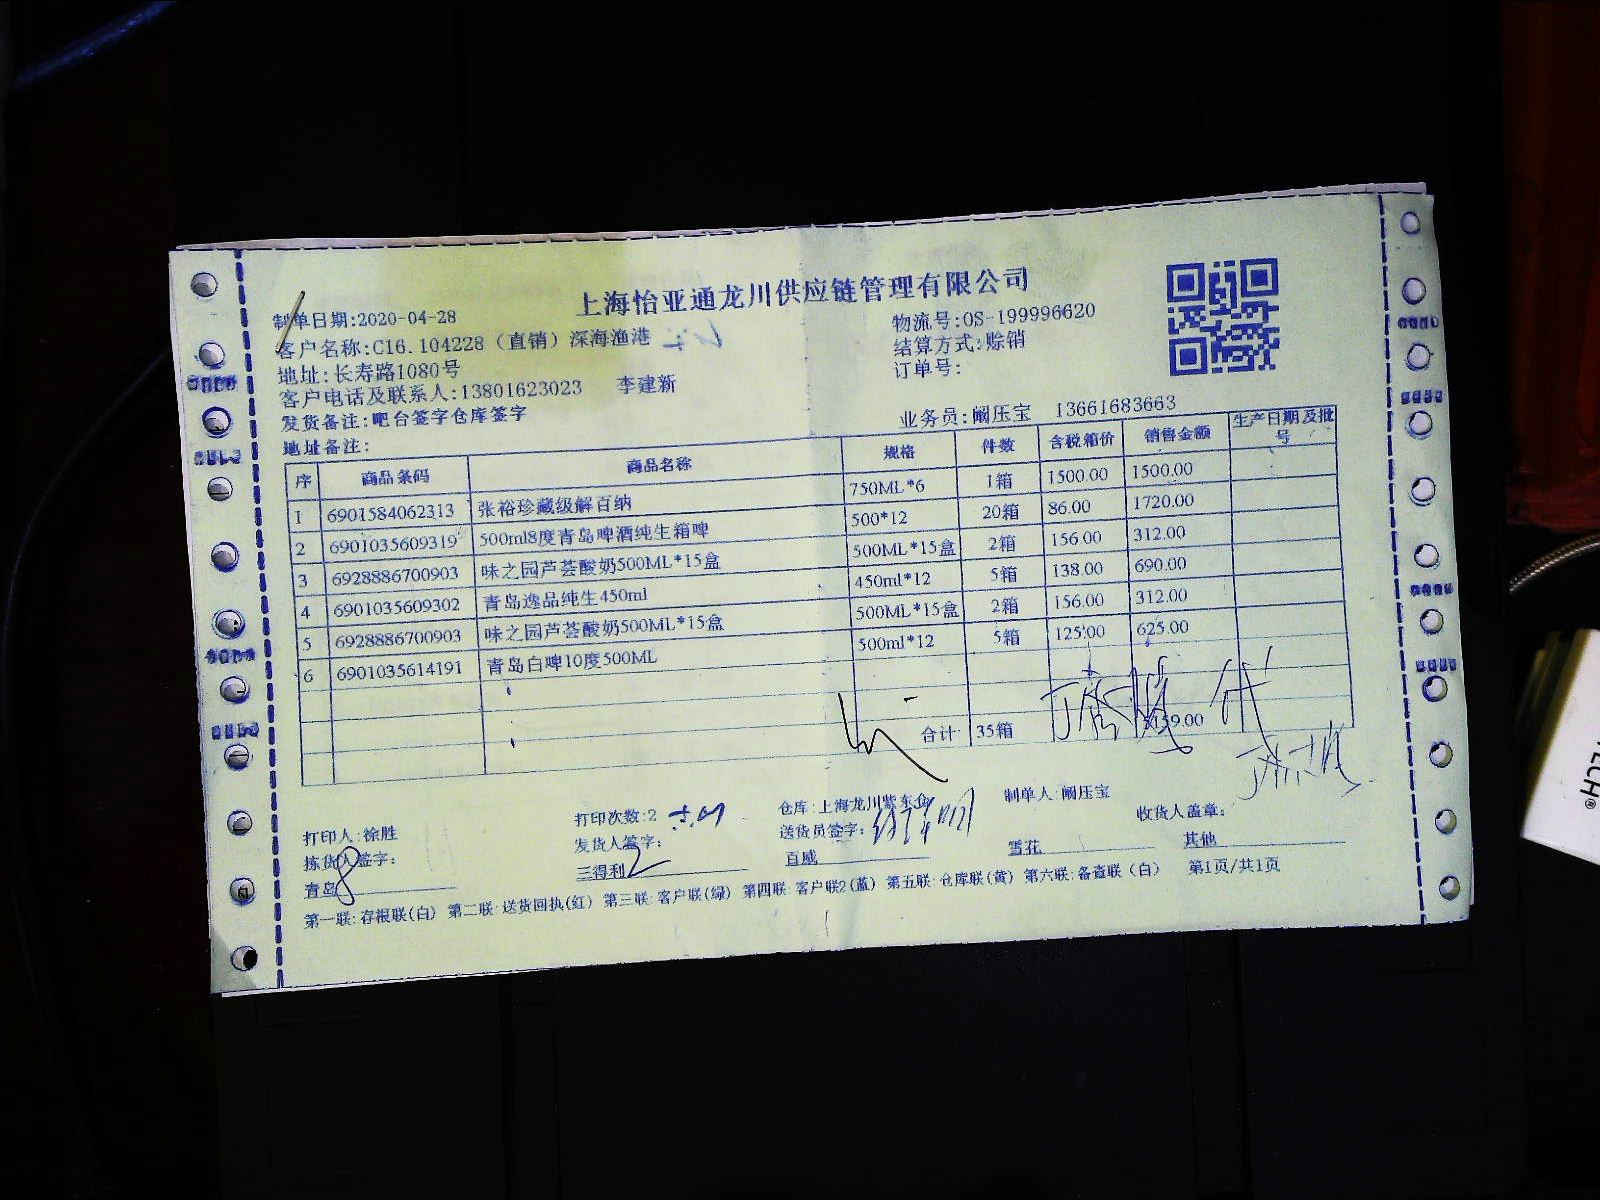 上海怡亚通龙川供应链管理有限公司
制单日期:2020-04-28
物流号:OS-199996620
客户名称:C16.104228（直销）深海渔港
结算方式:赊销
地址:长寿路1080号
订单号:
客户电话及联系人:13801623023 李建新
发货备注:吧台签字仓库签字
业务员:阚压宝 13661683663
地址备注:
序 商品条码 商品名称 规格 件数 含税箱价 销售金额 生产日期及批号
1 6901584062313 张裕珍藏级解百纳 750ML*6 1箱 1500.00 1500.00
2 6901035609319 500ml8度青岛啤酒纯生箱啤 500*12 20箱 86.00 1720.00
3 6928886700903 味之园芦荟酸奶500ML*15盒 500ML*15盒 2箱 156.00 312.00
4 6901035609302 青岛逸品纯生450ml 450ml*12 5箱 138.00 690.00
5 6928886700903 味之园芦荟酸奶500ML*15盒 500ML*15盒 2箱 156.00 312.00
6 6901035614191 青岛白啤10度500ML 500ml*12 5箱 125.00 625.00
合计 35箱 5159.00
打印人:徐胜 打印次数:2 仓库:上海龙川紫东仓 制单人:阚压宝
拣货人签字: 发货人签字: 送货员签字: 收货人盖章:
青岛 8 三得利 2 百威 雪花 其他
第一联:存根联(白) 第二联:送货回执(红) 第三联:客户联(绿) 第四联:客户联2(蓝) 第五联:仓库联(黄) 第六联:备查联（白） 第1页/共1页